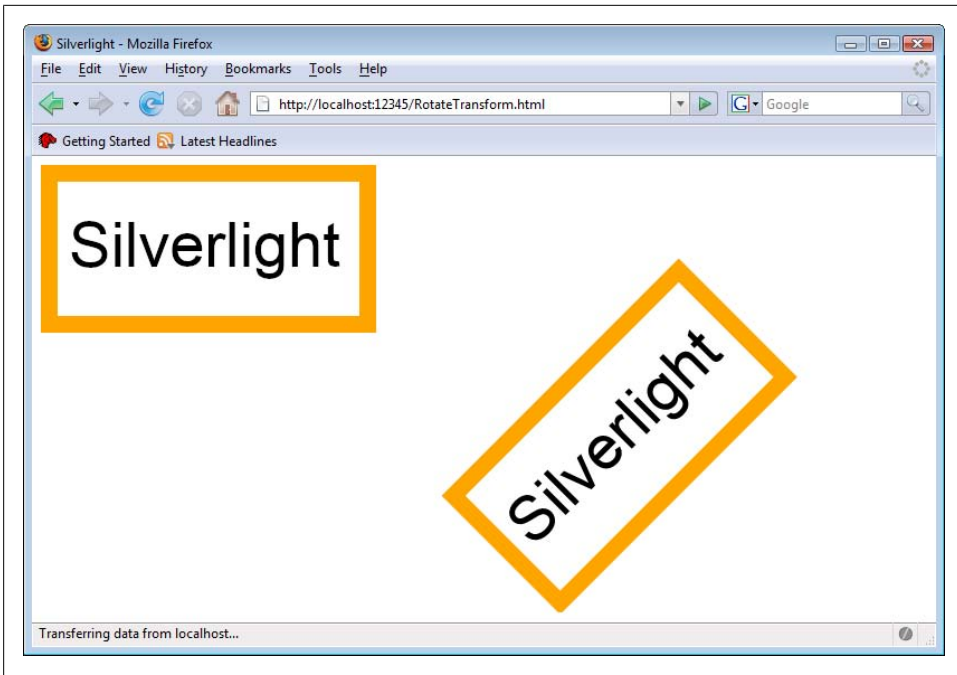 Silverlight - Mozilla Firefox
File Edit View History Bookmarks Tools Help
http://localhost:12345/RotateTransform.html
G Google
Getting Started Latest Headlines
Silverlight
Silverlight
Transferring data from localhost...